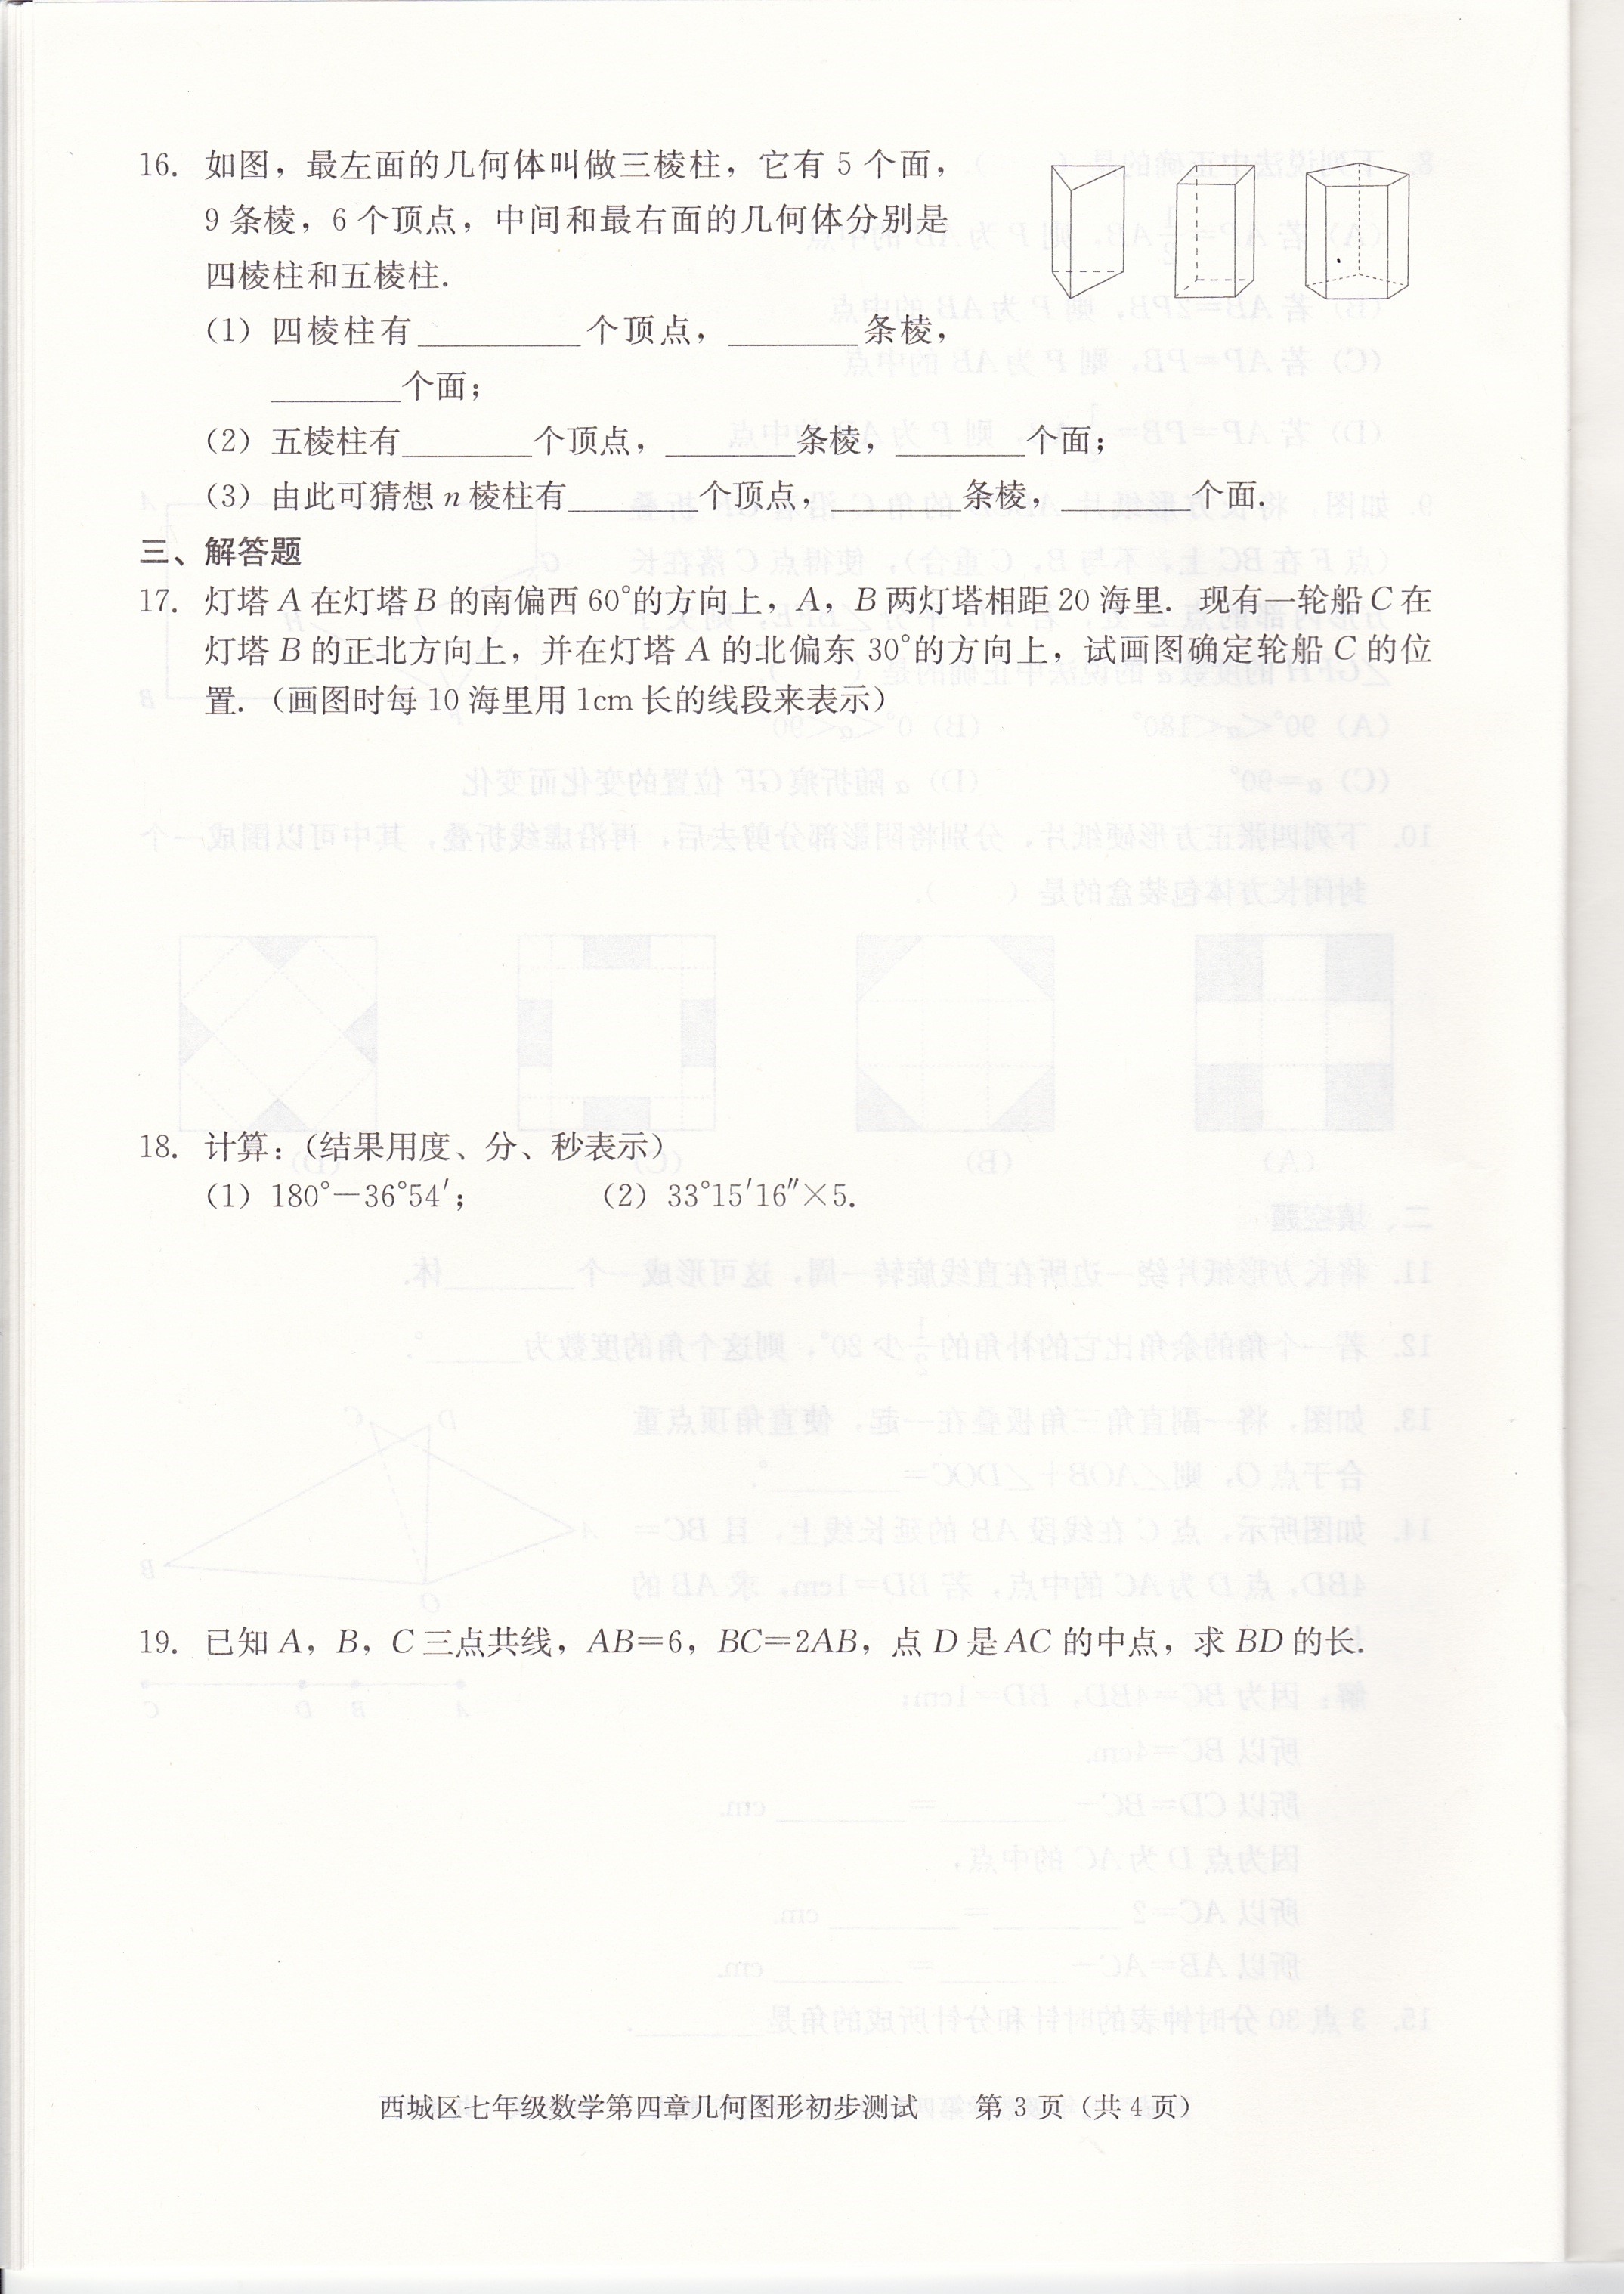 16. 如图，最左面的几何体叫做三棱柱，它有 5 个面，
9 条棱，6 个顶点，中间和最右面的几何体分别是
四棱柱和五棱柱.
（1）四棱柱有__________个顶点，________条棱，
________个面；
（2）五棱柱有________个顶点，________条棱，________个面；
（3）由此可猜想 n 棱柱有________个顶点，________条棱，________个面.
三、解答题
17. 灯塔 A 在灯塔 B 的南偏西 60°的方向上，A，B 两灯塔相距 20 海里. 现有一轮船 C 在
灯塔 B 的正北方向上，并在灯塔 A 的北偏东 30°的方向上，试画图确定轮船 C 的位
置.（画图时每 10 海里用 1cm 长的线段来表示）
18. 计算：（结果用度、分、秒表示）
（1）180°－36°54′； （2）33°15′16″×5.
19. 已知 A，B，C 三点共线，AB＝6，BC＝2AB，点 D 是 AC 的中点，求 BD 的长.
西城区七年级数学第四章几何图形初步测试 第 3 页（共 4 页）